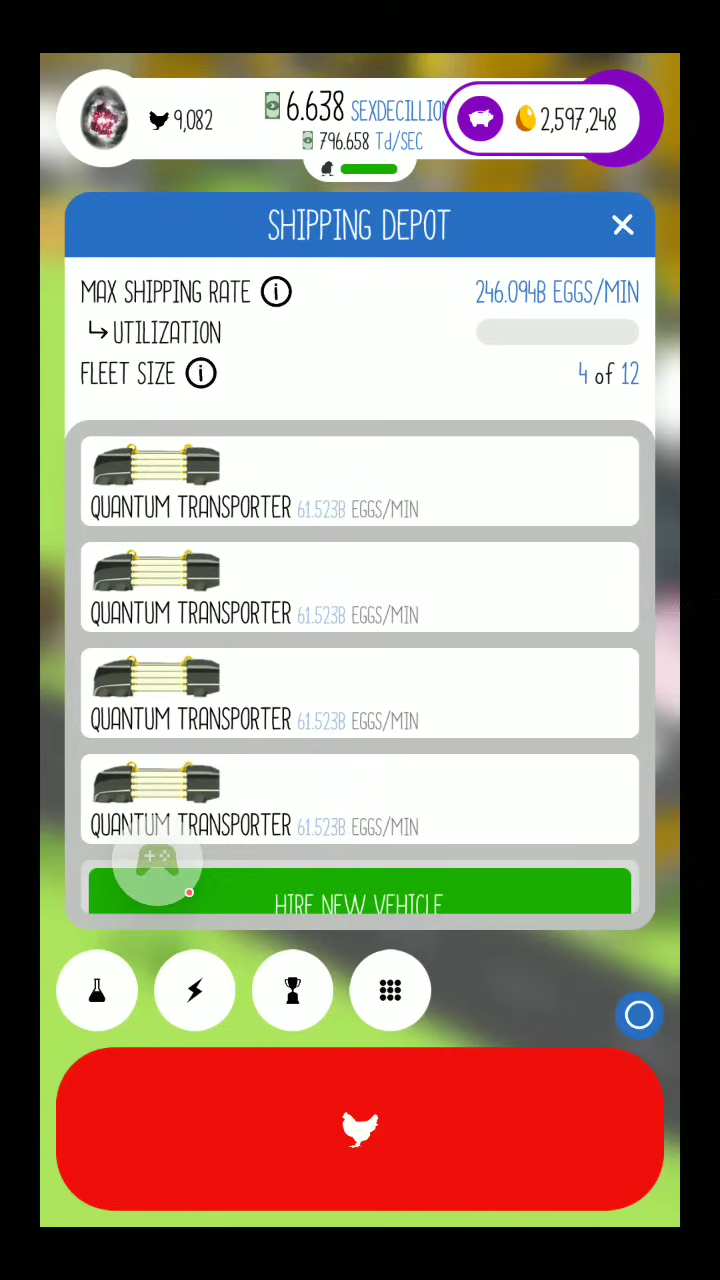 9,082
6.638 SEXDECILLION
796.658 Td/SEC
2,597,248
SHIPPING DEPOT
MAX SHIPPING RATE i 246.094B EGGS/MIN
UTILIZATION
FLEET SIZE i 4 of 12
QUANTUM TRANSPORTER 61.523B EGGS/MIN
QUANTUM TRANSPORTER 61.523B EGGS/MIN
QUANTUM TRANSPORTER 61.523B EGGS/MIN
QUANTUM TRANSPORTER 61.523B EGGS/MIN
HIRE NEW VEHICLE